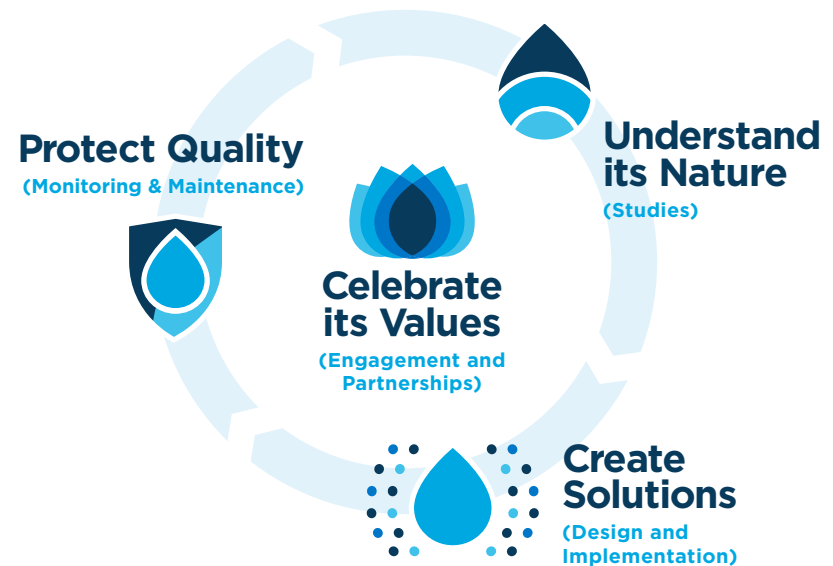 Protect Quality
(Monitoring & Maintenance)
Understand
its Nature
(Studies)
Celebrate
its Values
(Engagement and
Partnerships)
Create
Solutions
(Design and
Implementation)